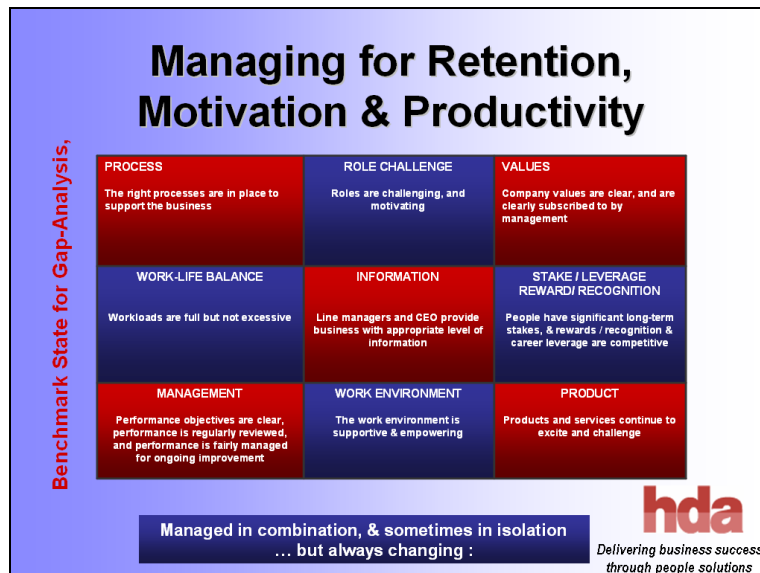 Managing for Retention,
Motivation & Productivity
Benchmark State for Gap-Analysis,
PROCESS
The right processes are in place to
support the business
ROLE CHALLENGE
Roles are challenging, and
motivating
VALUES
Company values are clear, and are
clearly subscribed to by
management
WORK-LIFE BALANCE
Workloads are full but not excessive
INFORMATION
Line managers and CEO provide
business with appropriate level of
information
STAKE / LEVERAGE
REWARD/ RECOGNITION
People have significant long-term
stakes, & rewards / recognition &
career leverage are competitive
MANAGEMENT
Performance objectives are clear,
performance is regularly reviewed,
and performance is fairly managed
for ongoing improvement
WORK ENVIRONMENT
The work environment is
supportive & empowering
PRODUCT
Products and services continue to
excite and challenge
Managed in combination, & sometimes in isolation
... but always changing :
hda
Delivering business success
through people solutions